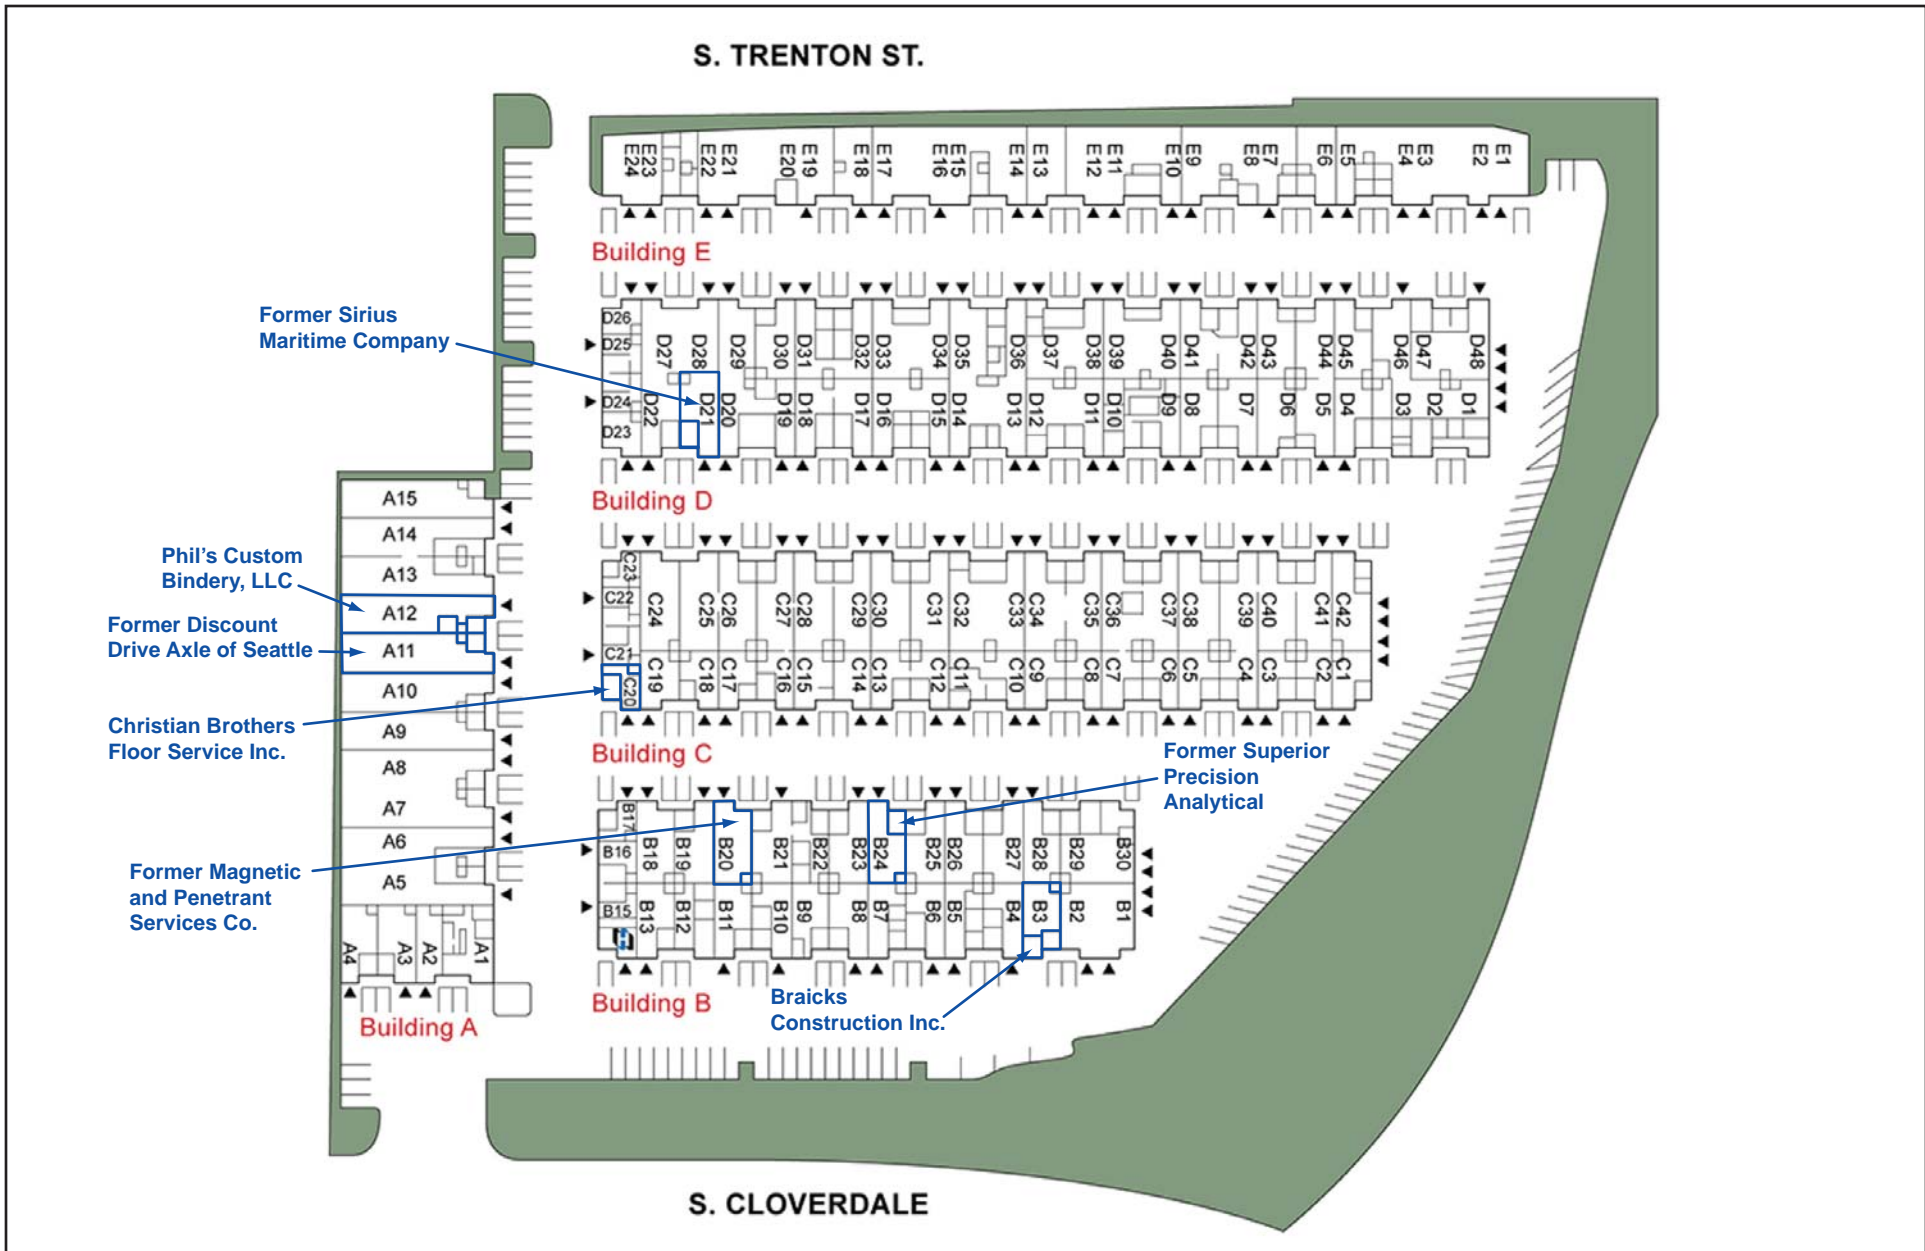 S. TRENTON ST.
E24 E23 E22 E21 E20 E19 E18 E17 E16 E15 E14 E13 E12 E11 E10 E9 E8 E7 E6 E5 E4 E3 E2 E1
Building E
Former Sirius
Maritime Company
D26
D25
D24
D23
D27 D28 D29 D30 D31 D32 D33 D34 D35 D36 D37 D38 D39 D40 D41 D42 D43 D44 D45 D46 D47 D48
D22 D21 D20 D19 D18 D17 D16 D15 D14 D13 D12 D11 D10 D9 D8 D7 D6 D5 D4 D3 D2 D1
Building D
A15
A14
A13
A12
A11
A10
A9
A8
A7
A6
A5
A4 A3 A2 A1
Building A
Phil's Custom
Bindery, LLC
Former Discount
Drive Axle of Seattle
Christian Brothers
Floor Service Inc.
C23
C22
C21
C20
C24 C25 C26 C27 C28 C29 C30 C31 C32 C33 C34 C35 C36 C37 C38 C39 C40 C41 C42
C19 C18 C17 C16 C15 C14 C13 C12 C11 C10 C9 C8 C7 C6 C5 C4 C3 C2 C1
Building C
Former Superior
Precision
Analytical
Former Magnetic
and Penetrant
Services Co.
B17
B16
B15
B18 B19 B20 B21 B22 B23 B24 B25 B26 B27 B28 B29 B30
B13 B12 B11 B10 B9 B8 B7 B6 B5 B4 B3 B2 B1
Building B
Braicks
Construction Inc.
S. CLOVERDALE